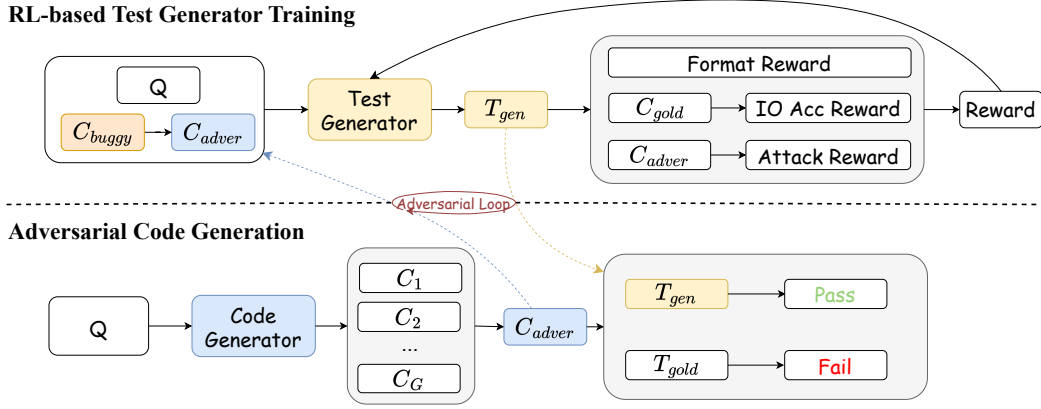 RL-based Test Generator Training
Q
C_buggy
C_adver
Test
Generator
T_gen
Format Reward
C_gold
IO Acc Reward
C_adver
Attack Reward
Reward
Adversarial Loop
Adversarial Code Generation
Q
Code
Generator
C_1
C_2
...
C_G
C_adver
T_gen
Pass
T_gold
Fail